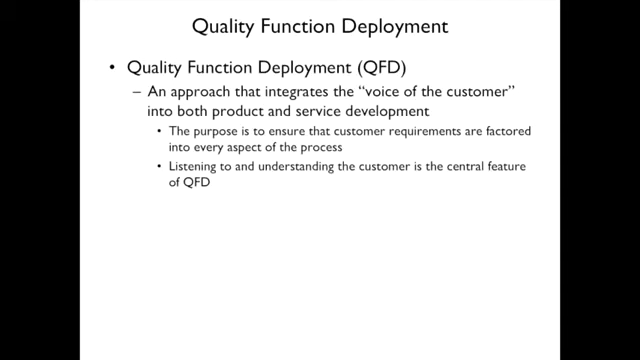 Quality Function Deployment
• Quality Function Deployment (QFD)
– An approach that integrates the “voice of the customer”
into both product and service development
• The purpose is to ensure that customer requirements are factored
into every aspect of the process
• Listening to and understanding the customer is the central feature
of QFD